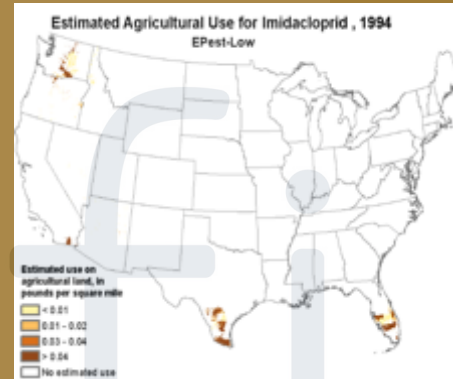 Estimated Agricultural Use for Imidacloprid , 1994
EPest-Low
Estimated use on
agricultural land, in
pounds per square mile
< 0.01
0.01 - 0.02
0.03 - 0.04
> 0.04
No estimated use